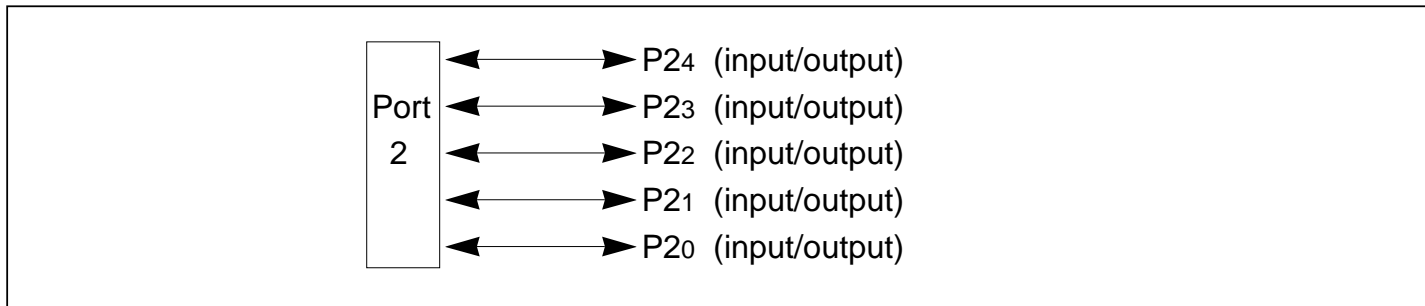 P24 (input/output)
Port
P23 (input/output)
2
P22 (input/output)
P21 (input/output)
P20 (input/output)